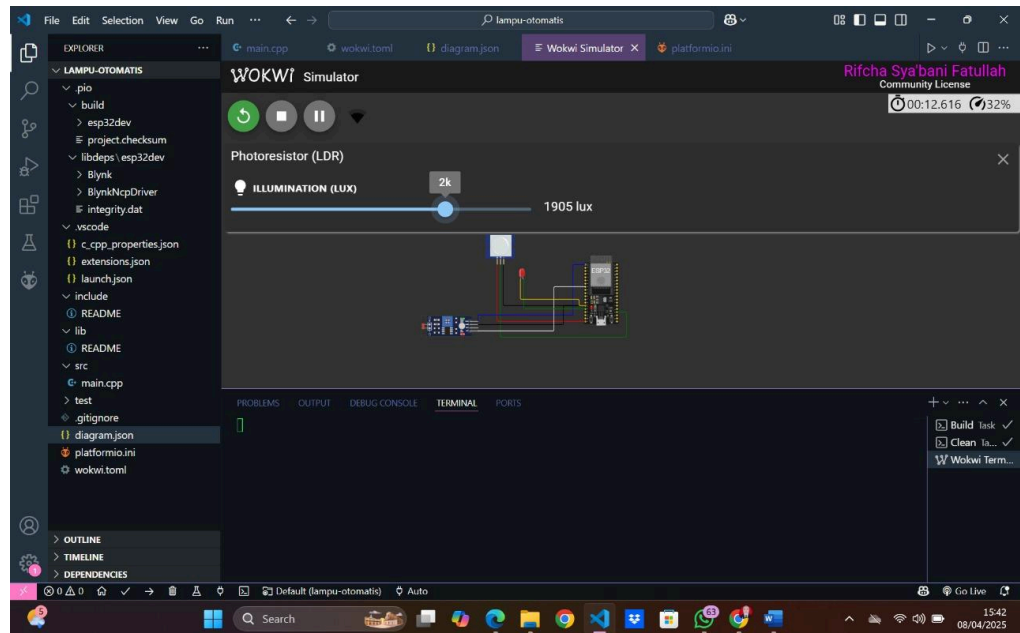 File Edit Selection View Go Run ... lampu-otomatis
EXPLORER ...
main.cpp wokwi.toml {} diagram.json Wokwi Simulator platformio.ini
LAMPU-OTOMATIS
.pio
build
esp32dev
project.checksum
libdeps \ esp32dev
Blynk
BlynkNcpDriver
integrity.dat
.vscode
{} c_cpp_properties.json
{} extensions.json
{} launch.json
include
README
lib
README
src
main.cpp
test
.gitignore
{} diagram.json
platformio.ini
wokwi.toml
OUTLINE
TIMELINE
DEPENDENCIES
WOKWI Simulator
Rifcha Sya'bani Fatullah
Community License
00:12.616 32%
Photoresistor (LDR)
ILLUMINATION (LUX)
2k
1905 lux
ESP32
PROBLEMS OUTPUT DEBUG CONSOLE TERMINAL PORTS
Build Task
Clean Ta...
Wokwi Term...
1
0 0 Default (lampu-otomatis) Auto Go Live
5
Search
63
15:42
08/04/2025